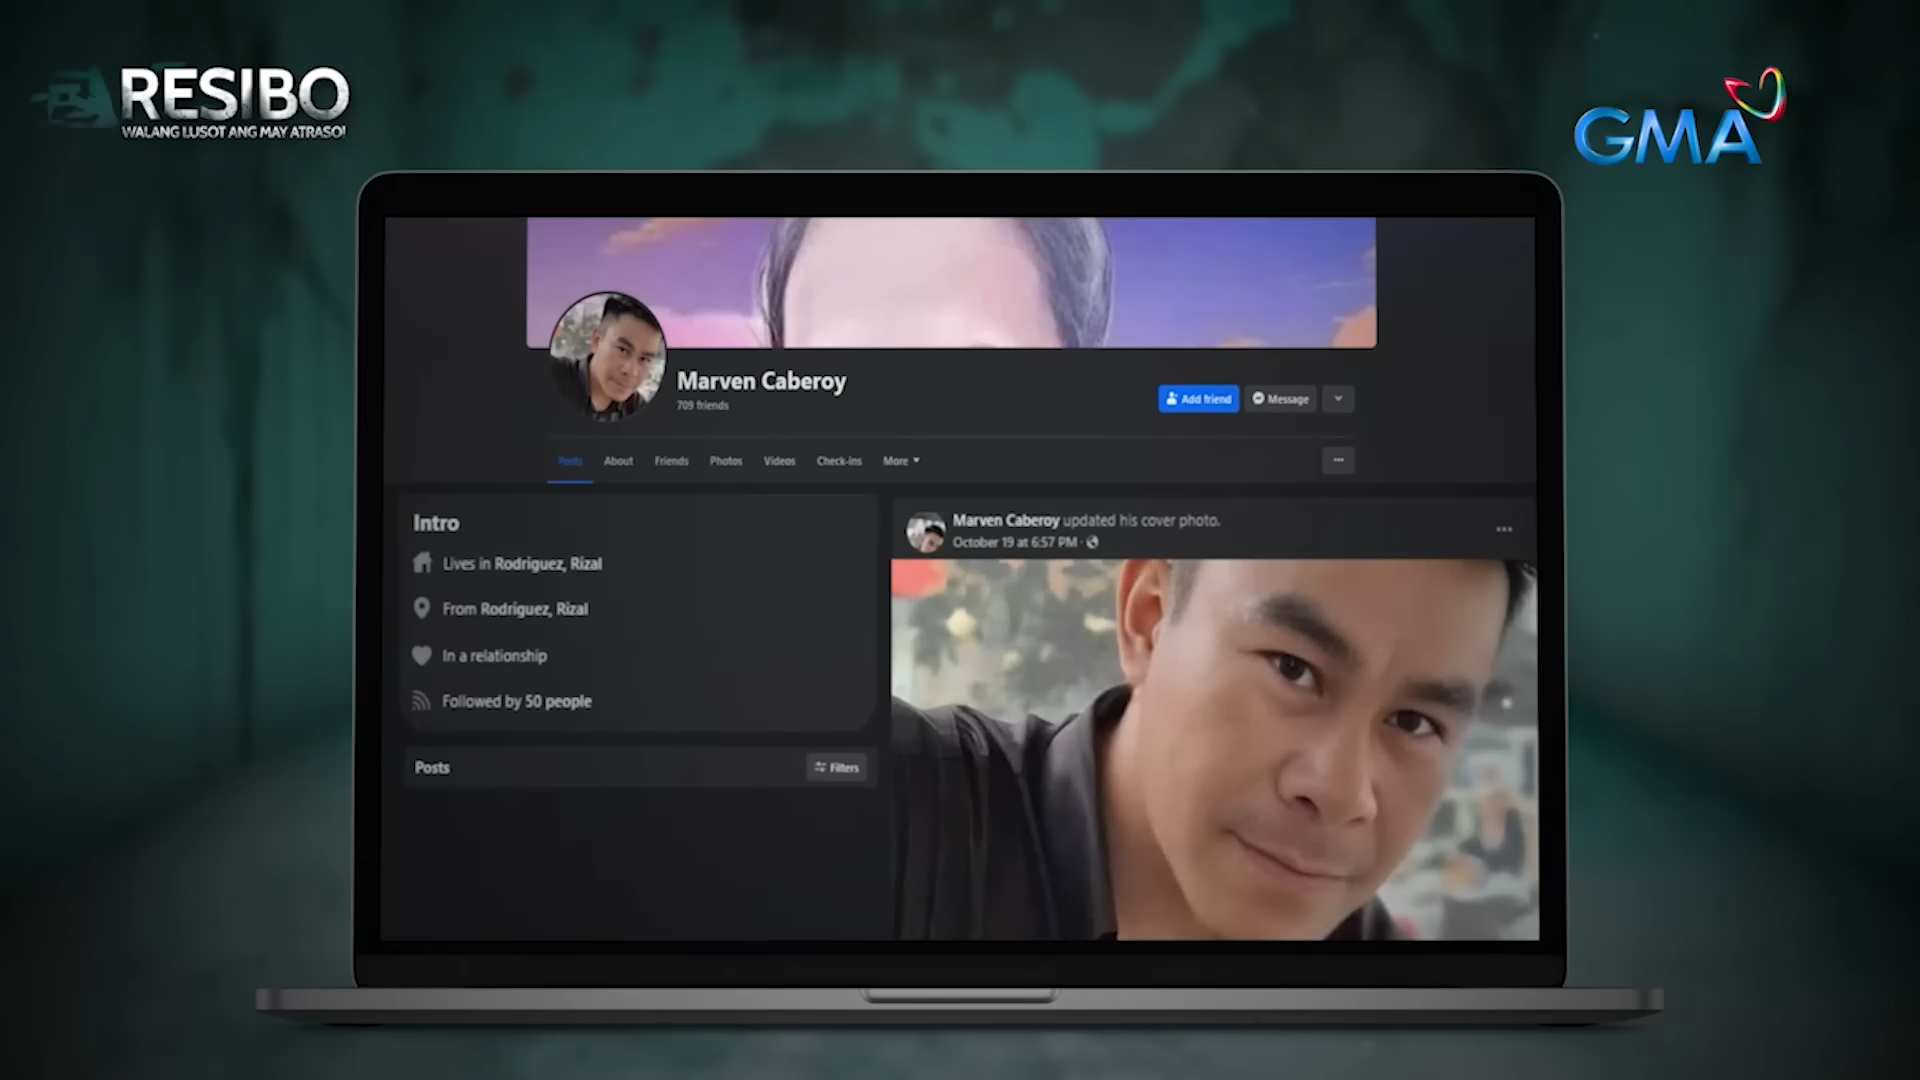 RESIBO
WALANG LUSOT ANG MAY ATRASO!
GMA
Marven Caberoy
709 friends
Add friend
Message
Posts
About
Friends
Photos
Videos
Check-ins
More
Intro
Lives in Rodriguez, Rizal
From Rodriguez, Rizal
In a relationship
Followed by 50 people
Posts
Filters
Marven Caberoy updated his cover photo.
October 19 at 6:57 PM ·